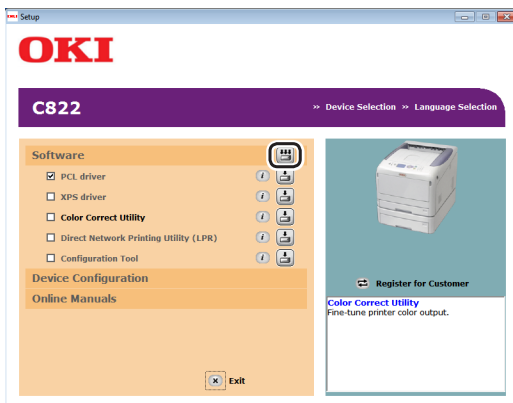 OKI Setup
OKI
C822
» Device Selection » Language Selection
Software
PCL driver
XPS driver
Color Correct Utility
Direct Network Printing Utility (LPR)
Configuration Tool
Device Configuration
Online Manuals
Exit
Register for Customer
Color Correct Utility
Fine-tune printer color output.